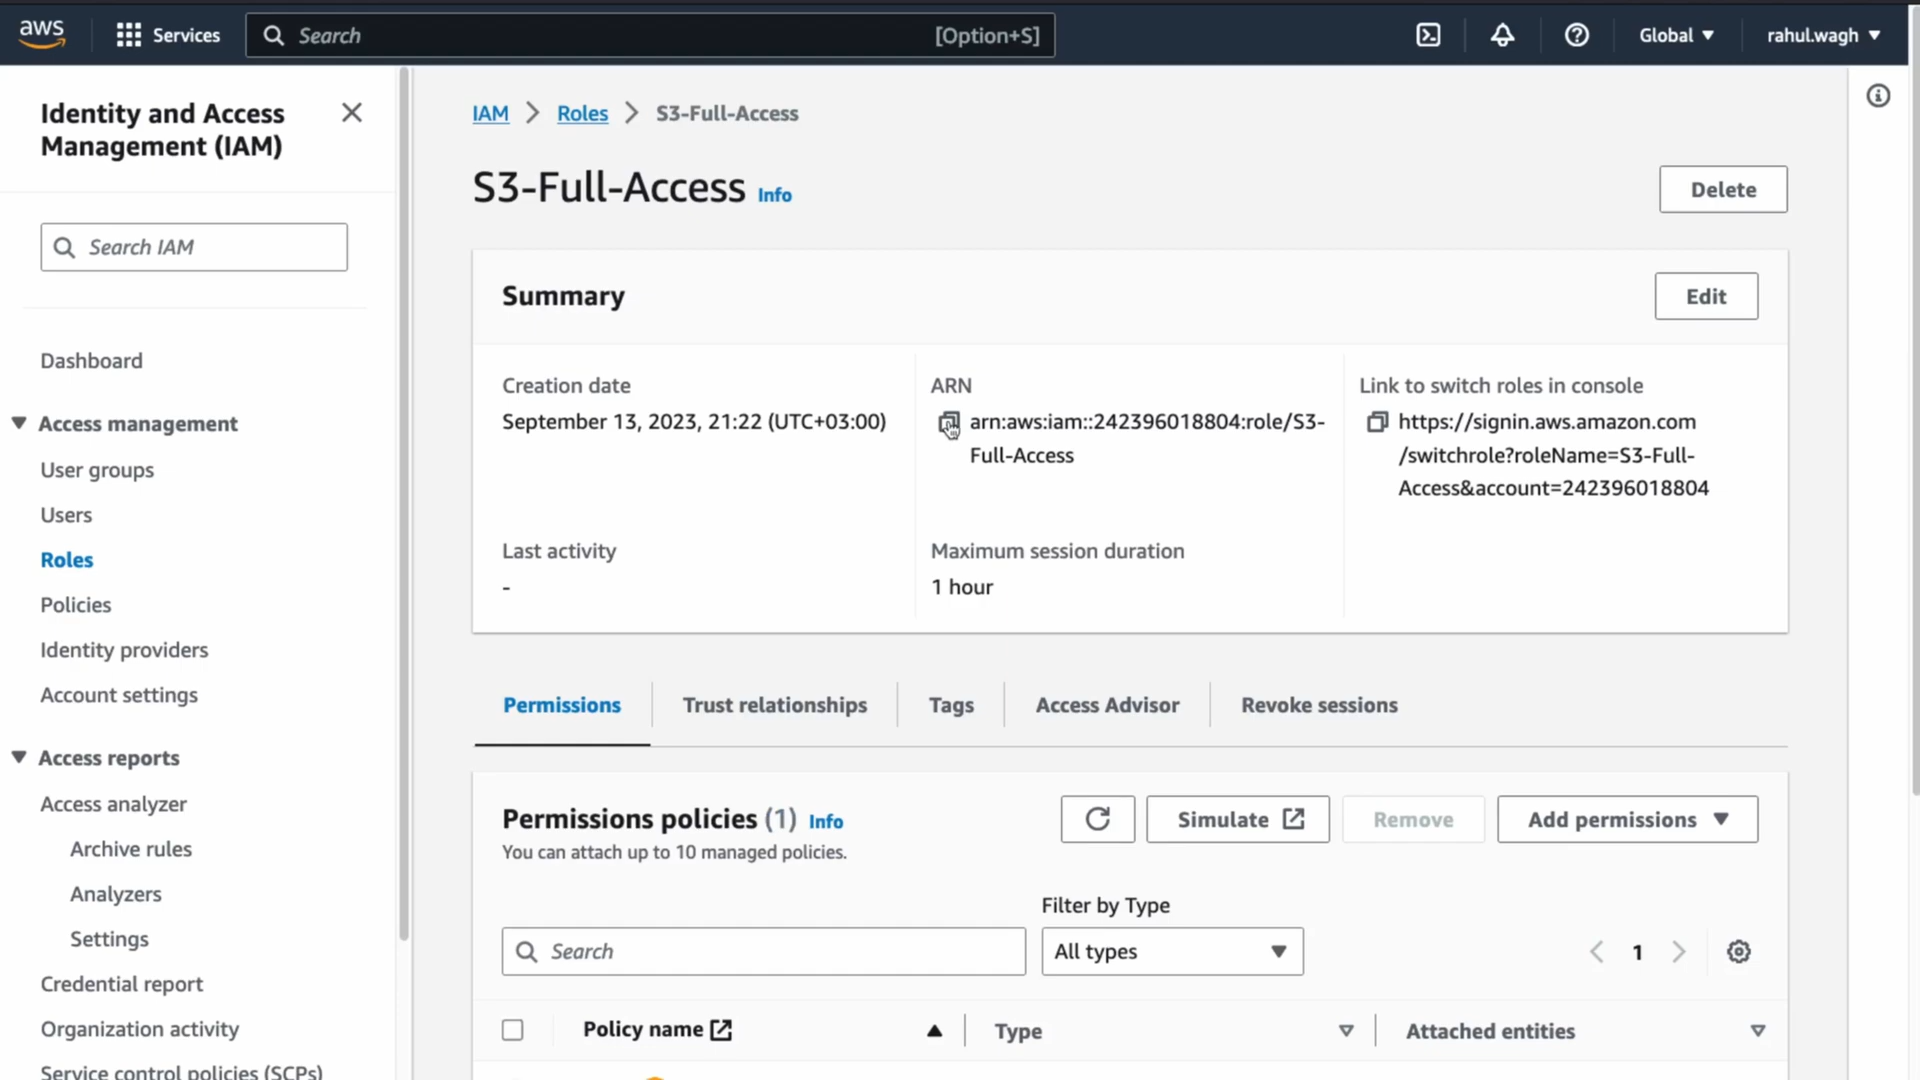 aws
Services
Search
[Option+S]
Global
rahul.wagh
Identity and Access
Management (IAM)
Search IAM
Dashboard
Access management
User groups
Users
Roles
Policies
Identity providers
Account settings
Access reports
Access analyzer
Archive rules
Analyzers
Settings
Credential report
Organization activity
Service control policies (SCPs)
IAM
Roles
S3-Full-Access
S3-Full-Access Info
Delete
Summary
Edit
Creation date
September 13, 2023, 21:22 (UTC+03:00)
ARN
arn:aws:iam::242396018804:role/S3-
Full-Access
Link to switch roles in console
https://signin.aws.amazon.com
/switchrole?roleName=S3-Full-
Access&account=242396018804
Last activity
-
Maximum session duration
1 hour
Permissions
Trust relationships
Tags
Access Advisor
Revoke sessions
Permissions policies (1) Info
You can attach up to 10 managed policies.
Simulate
Remove
Add permissions
Filter by Type
Search
All types
1
Policy name
Type
Attached entities